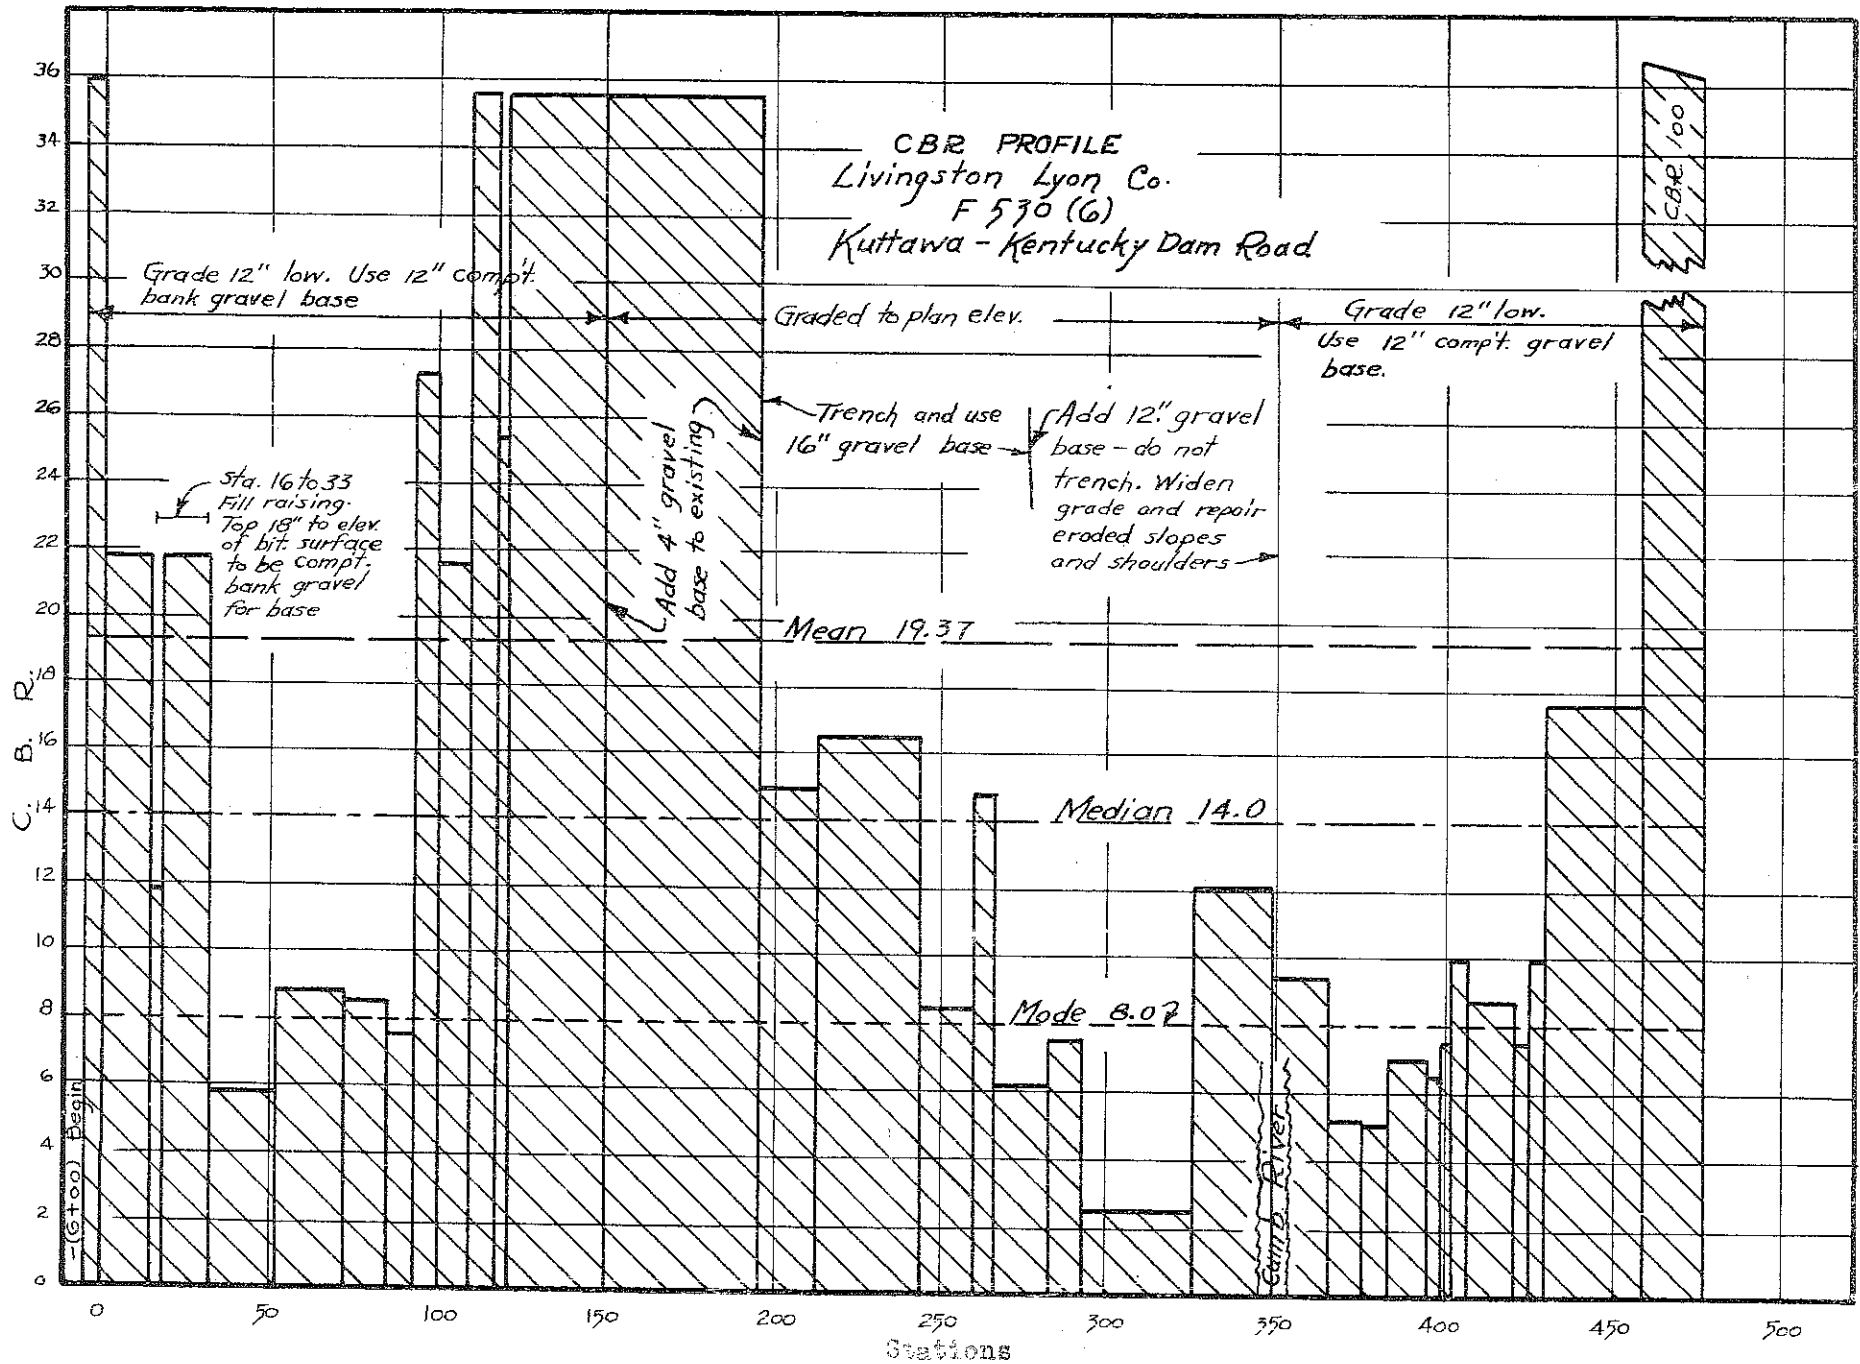 CBR PROFILE
Livingston Lyon Co.
F 530 (6)
Kuttawa - Kentucky Dam Road
C.B.R. 100
Grade 12" low. Use 12" comp't.
bank gravel base
Graded to plan elev.
Grade 12" low.
Use 12" comp't. gravel
base.
Sta. 16 to 33
Fill raising.
Top 18" to elev.
of bit. surface
to be compt.
bank gravel
for base
Add 4" gravel
base to existing
Trench and use
16" gravel base
Add 12" gravel
base - do not
trench. Widen
grade and repair
eroded slopes
and shoulders
Mean 19.37
Median 14.0
Mode 8.07
-(6+00) Begin
Cumb. River
C. B. R.
36
34
32
30
28
26
24
22
20
18
16
14
12
10
8
6
4
2
0
0 50 100 150 200 250 300 350 400 450 500
Stations